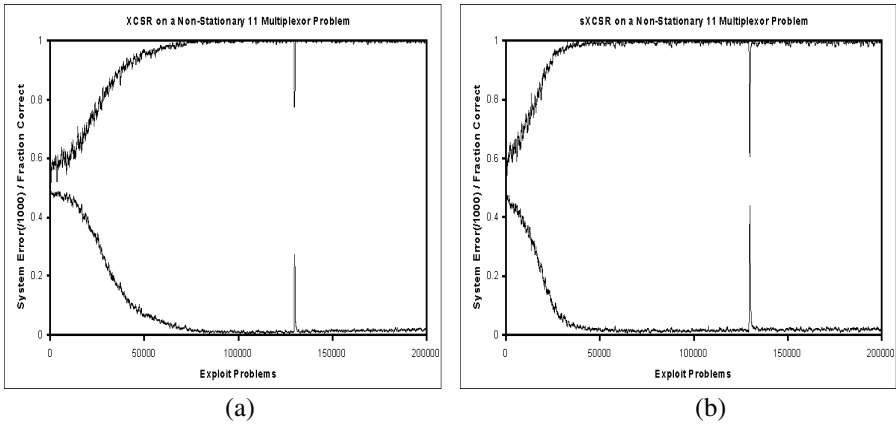 XCSR on a Non-Stationary 11 Multiplexor Problem
System Error(/1000) / Fraction Correct
1
0.8
0.6
0.4
0.2
0
0
50000
100000
150000
200000
Exploit Problems
(a)
sXCSR on a Non-Stationary 11 Multiplexor Problem
System Error(/1000) / Fraction Correct
1
0.8
0.6
0.4
0.2
0
0
50000
100000
150000
200000
Exploit Problems
(b)